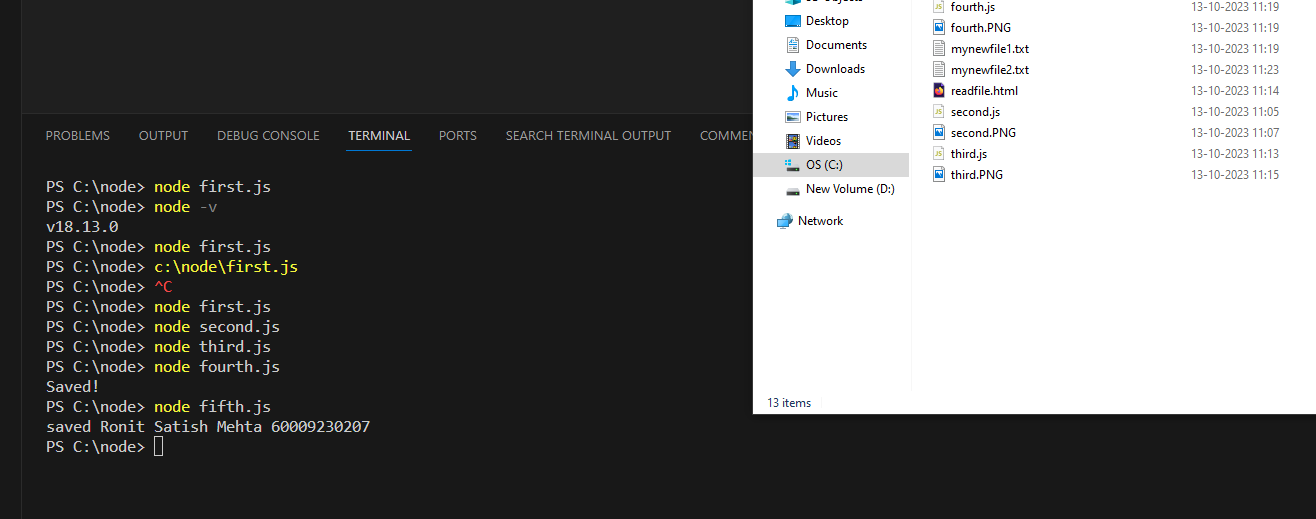 PROBLEMS OUTPUT DEBUG CONSOLE TERMINAL PORTS SEARCH TERMINAL OUTPUT
PS C:\node> node first.js
PS C:\node> node -v
v18.13.0
PS C:\node> node first.js
PS C:\node> c:\node\first.js
PS C:\node> ^C
PS C:\node> node first.js
PS C:\node> node second.js
PS C:\node> node third.js
PS C:\node> node fourth.js
Saved!
PS C:\node> node fifth.js
saved Ronit Satish Mehta 60009230207
PS C:\node>
Desktop
Documents
Downloads
Music
Pictures
Videos
OS (C:)
New Volume (D:)
Network
fourth.js 13-10-2023 11:19
fourth.PNG 13-10-2023 11:19
mynewfile1.txt 13-10-2023 11:19
mynewfile2.txt 13-10-2023 11:23
readfile.html 13-10-2023 11:14
second.js 13-10-2023 11:05
second.PNG 13-10-2023 11:07
third.js 13-10-2023 11:13
third.PNG 13-10-2023 11:15
13 items